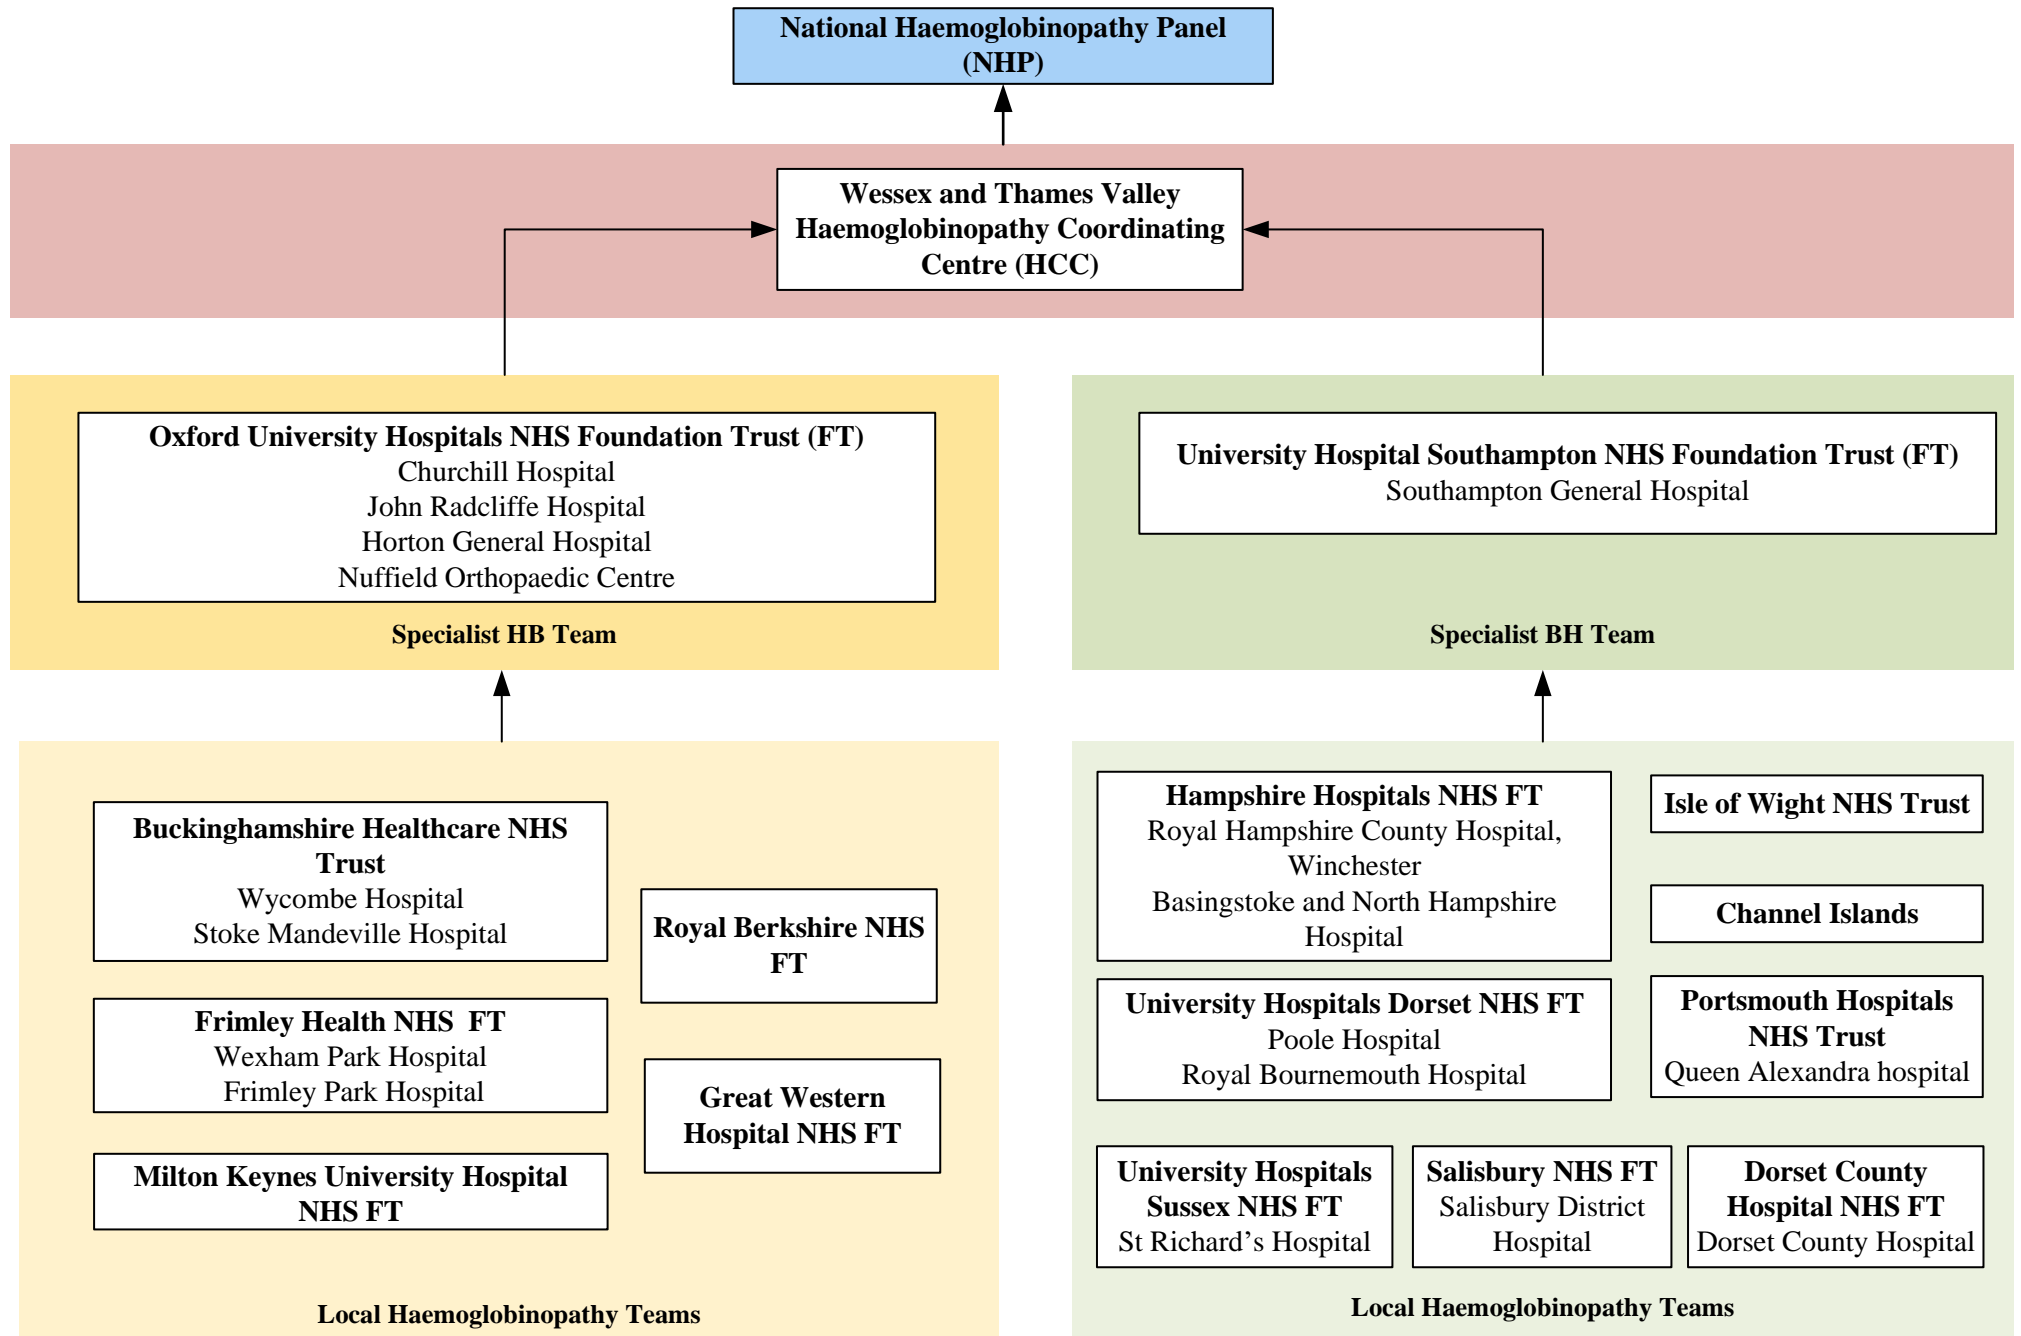 National Haemoglobinopathy Panel
(NHP)
Wessex and Thames Valley
Haemoglobinopathy Coordinating
Centre (HCC)
Oxford University Hospitals NHS Foundation Trust (FT)
Churchill Hospital
John Radcliffe Hospital
Horton General Hospital
Nuffield Orthopaedic Centre
Specialist HB Team
University Hospital Southampton NHS Foundation Trust (FT)
Southampton General Hospital
Specialist BH Team
Buckinghamshire Healthcare NHS
Trust
Wycombe Hospital
Stoke Mandeville Hospital
Royal Berkshire NHS
FT
Frimley Health NHS  FT
Wexham Park Hospital
Frimley Park Hospital
Great Western
Hospital NHS FT
Milton Keynes University Hospital
NHS FT
Local Haemoglobinopathy Teams
Hampshire Hospitals NHS FT
Royal Hampshire County Hospital,
Winchester
Basingstoke and North Hampshire
Hospital
Isle of Wight NHS Trust
Channel Islands
University Hospitals Dorset NHS FT
Poole Hospital
Royal Bournemouth Hospital
Portsmouth Hospitals
NHS Trust
Queen Alexandra hospital
University Hospitals
Sussex NHS FT
St Richard’s Hospital
Salisbury NHS FT
Salisbury District
Hospital
Dorset County
Hospital NHS FT
Dorset County Hospital
Local Haemoglobinopathy Teams